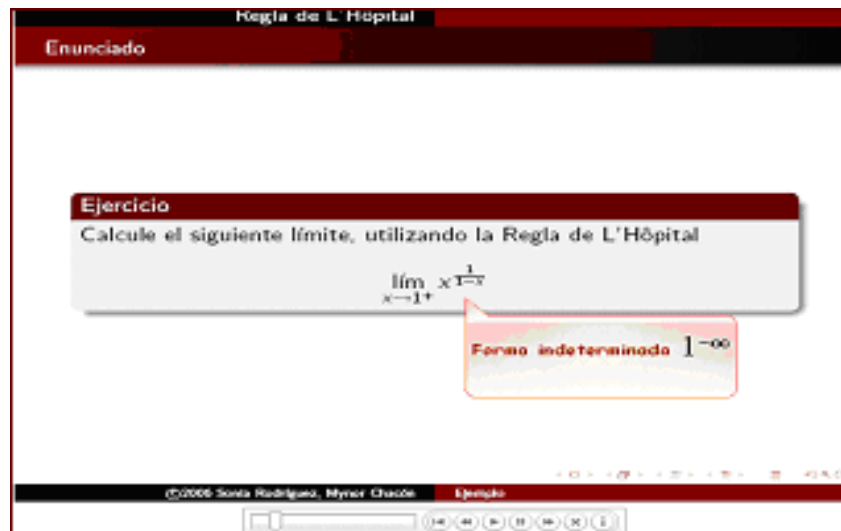 Regla de L'Hôpital
Enunciado
Ejercicio
Calcule el siguiente límite, utilizando la Regla de L'Hôpital
lím x→1⁺ x^(1/(1−x))
Forma indeterminada 1^−∞
©2006 Sonia Rodríguez, Mynor Chacón Ejemplo